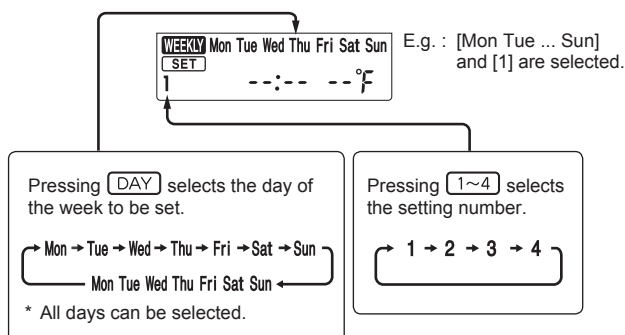 WEEKLY Mon Tue Wed Thu Fri Sat Sun
SET
1 --:-- --°F
E.g. : [Mon Tue ... Sun]
and [1] are selected.
Pressing DAY selects the day of
the week to be set.
Mon → Tue → Wed → Thu → Fri → Sat → Sun
Mon Tue Wed Thu Fri Sat Sun
* All days can be selected.
Pressing 1~4 selects
the setting number.
1 → 2 → 3 → 4